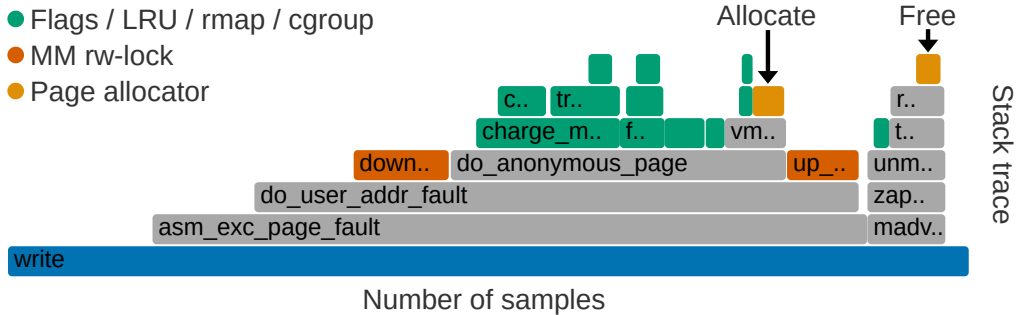 Flags / LRU / rmap / cgroup
MM rw-lock
Page allocator
Allocate
Free
c..
tr..
r..
charge_m..
f..
vm..
t..
down..
do_anonymous_page
up_..
unm..
do_user_addr_fault
zap..
asm_exc_page_fault
madv..
write
Number of samples
Stack trace